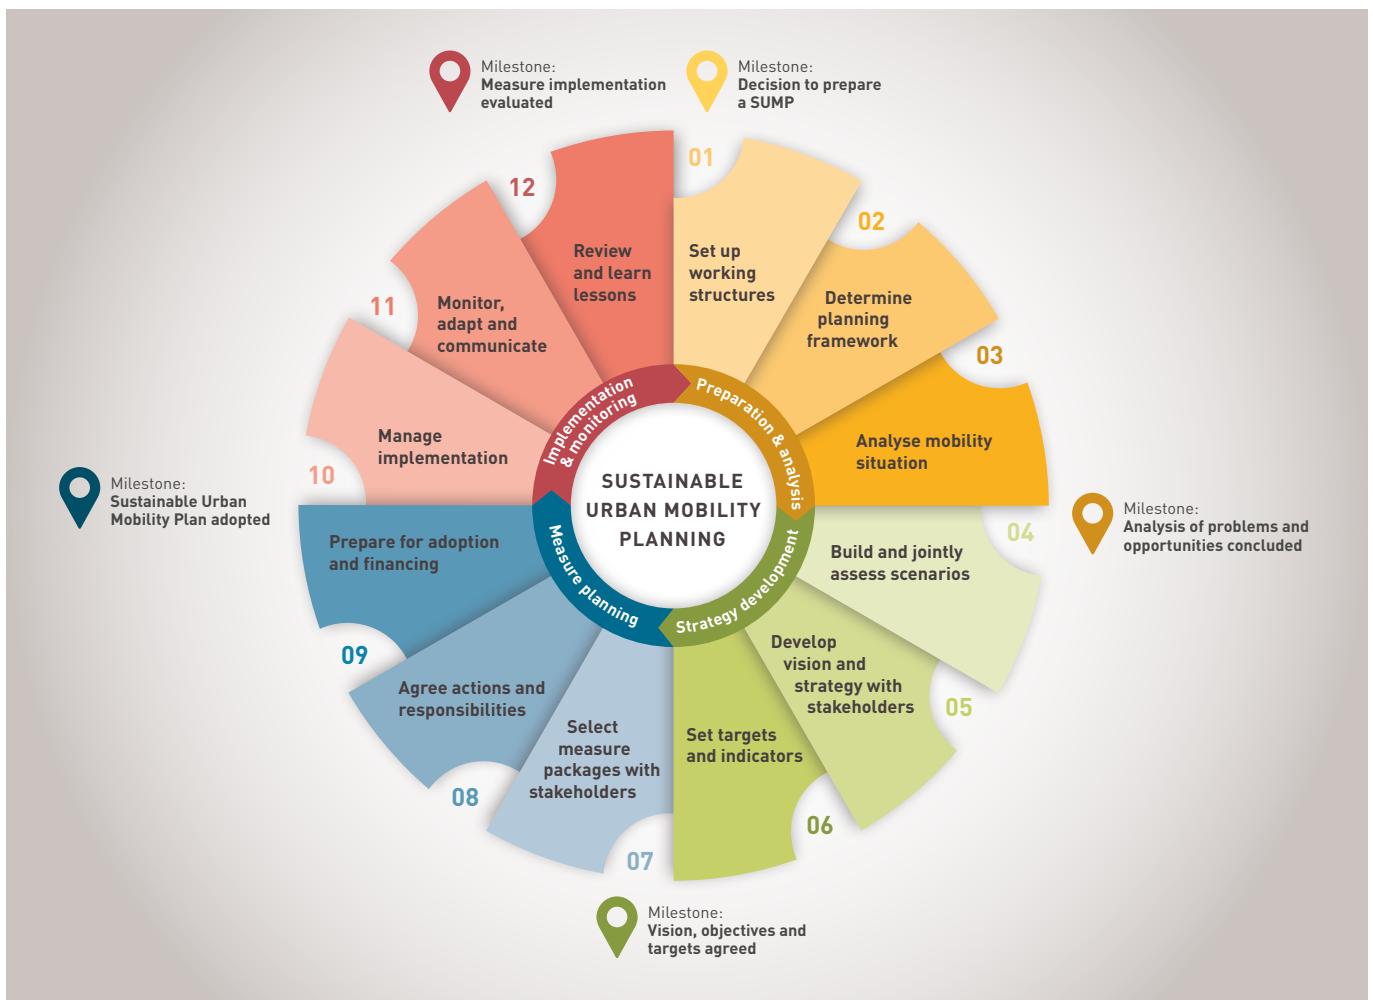 Milestone:
Measure implementation
evaluated
Milestone:
Decision to prepare
a SUMP
01
Set up
working
structures
02
Determine
planning
framework
03
Analyse mobility
situation
Milestone:
Analysis of problems and
opportunities concluded
04
Build and jointly
assess scenarios
05
Develop
vision and
strategy with
stakeholders
06
Set targets
and indicators
Milestone:
Vision, objectives and
targets agreed
07
Select
measure
packages with
stakeholders
08
Agree actions and
responsibilities
09
Prepare for adoption
and financing
Milestone:
Sustainable Urban
Mobility Plan adopted
10
Manage
implementation
11
Monitor,
adapt and
communicate
12
Review
and learn
lessons
Preparation & analysis
Strategy development
Measure planning
Implementation
& monitoring
SUSTAINABLE
URBAN MOBILITY
PLANNING